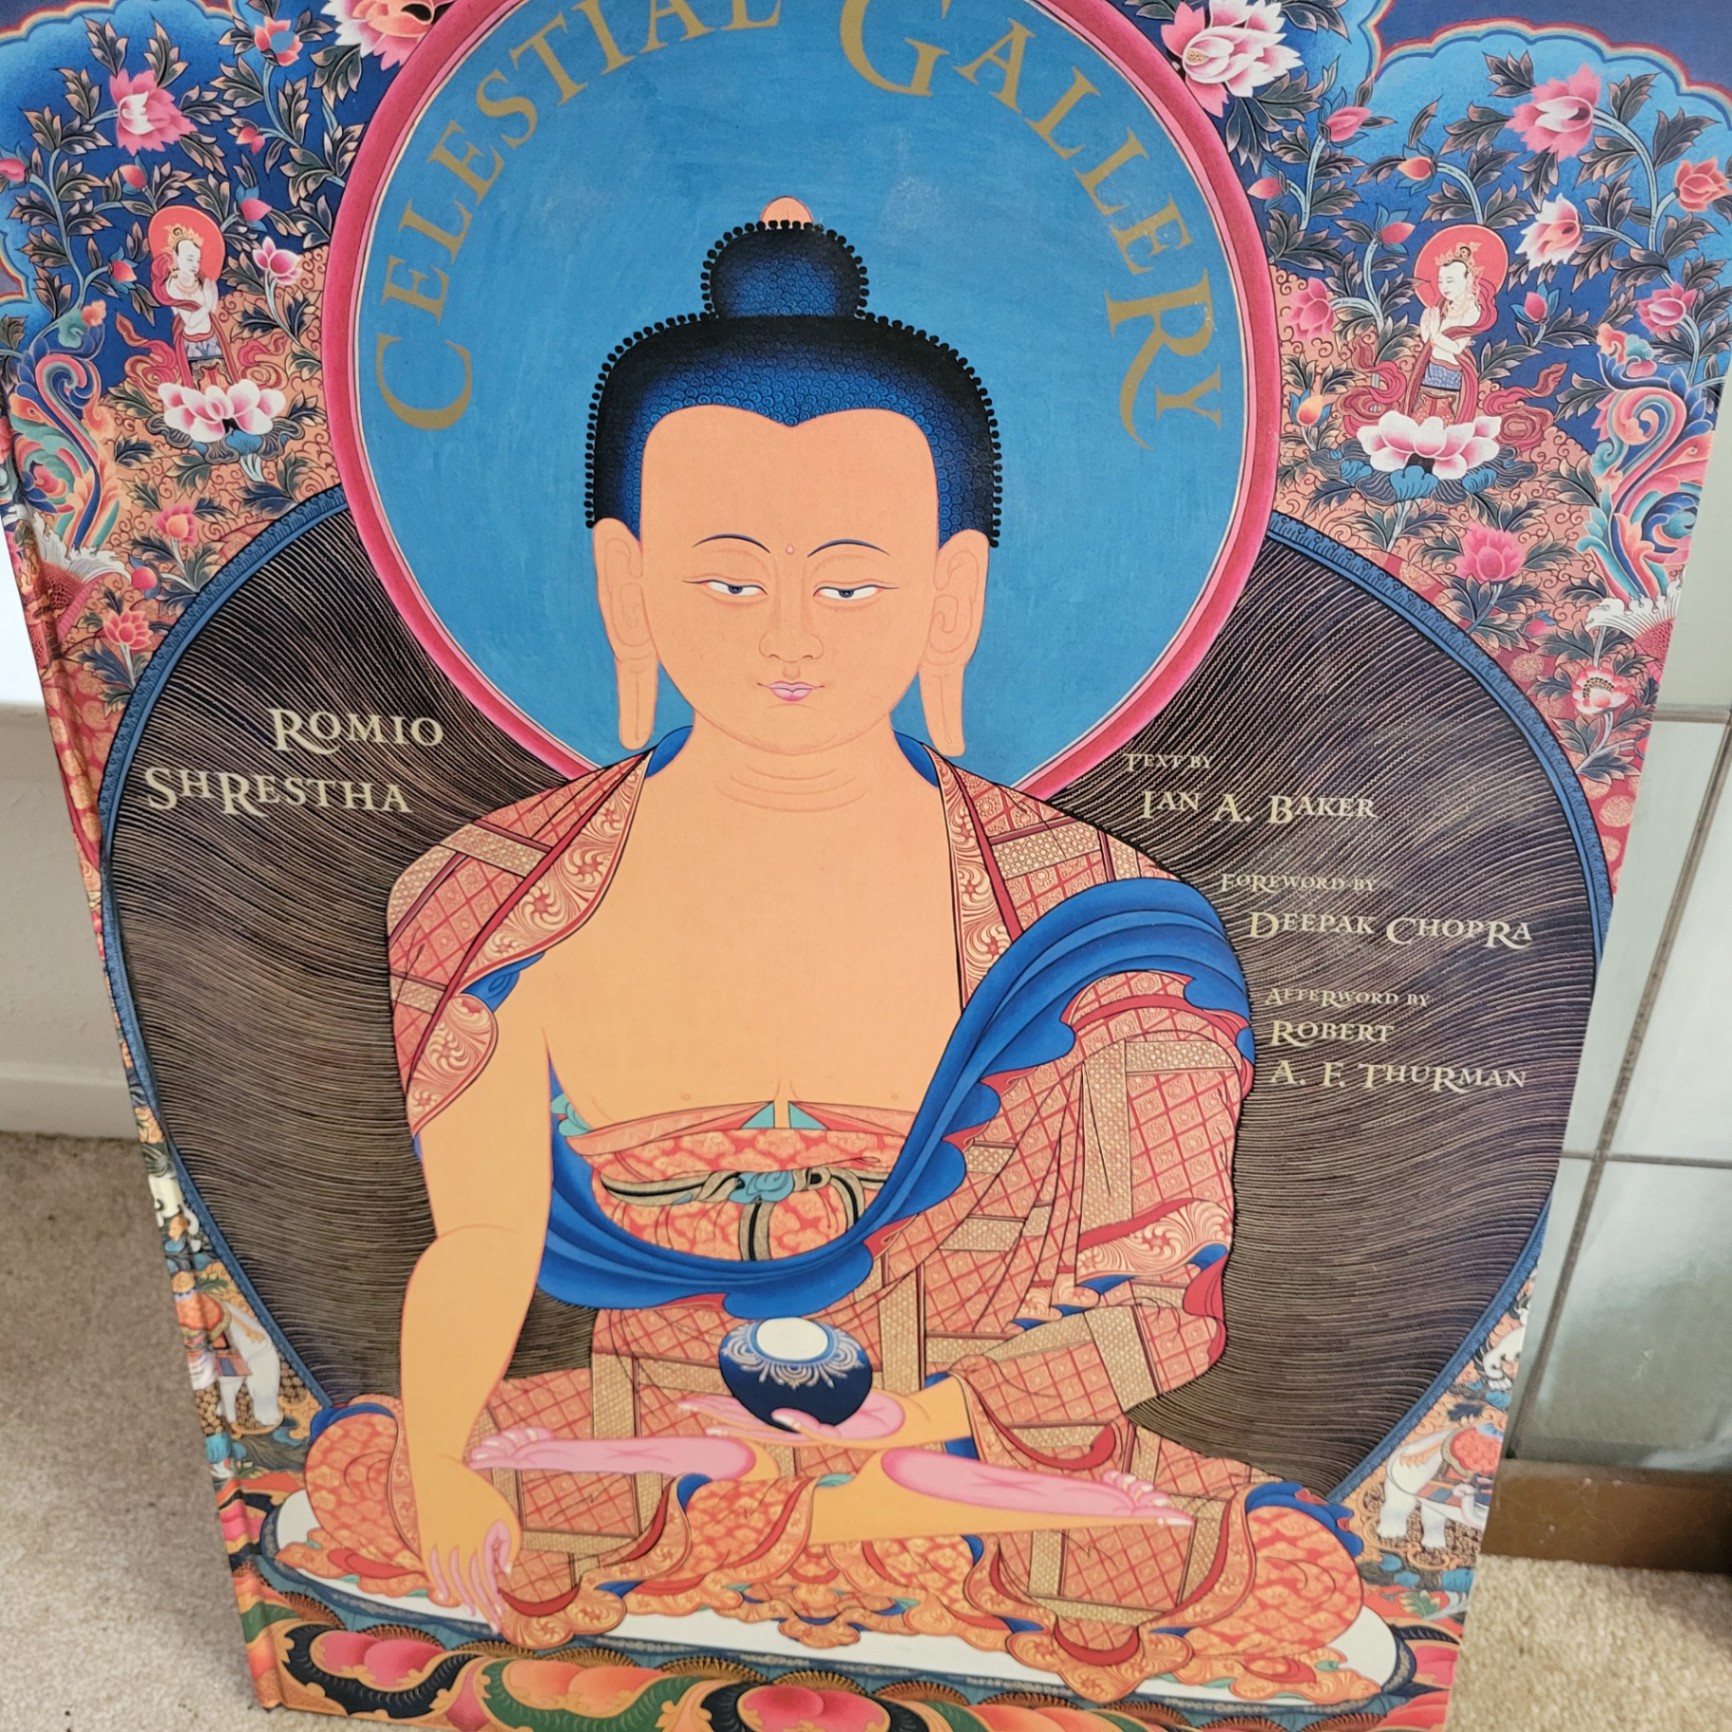 CELESTIAL GALLERY
ROMIO
SHRESTHA
TEXT BY
IAN A. BAKER
FOREWORD BY
DEEPAK CHOPRA
AFTERWORD BY
ROBERT
A. F. THURMAN